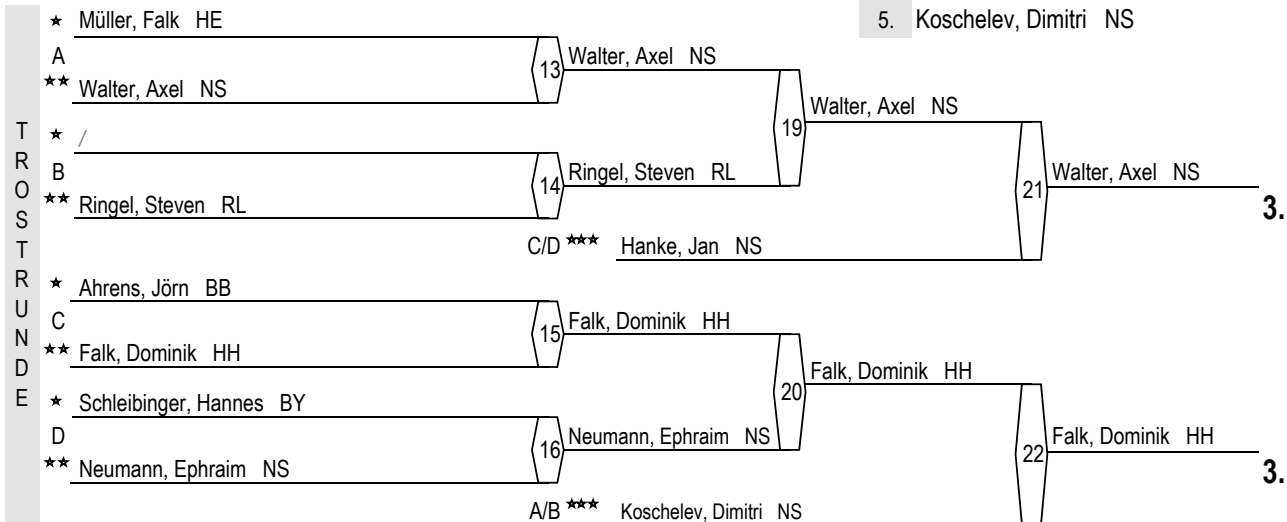 ★ Müller, Falk HE
5. Koschelev, Dimitri NS
A
13 Walter, Axel NS
★★ Walter, Axel NS
19 Walter, Axel NS
★ /
B
14 Ringel, Steven RL
21 Walter, Axel NS
★★ Ringel, Steven RL
3.
C/D ★★★ Hanke, Jan NS
TROSTRUNDE
★ Ahrens, Jörn BB
C
15 Falk, Dominik HH
★★ Falk, Dominik HH
20 Falk, Dominik HH
★ Schleibinger, Hannes BY
D
16 Neumann, Ephraim NS
22 Falk, Dominik HH
★★ Neumann, Ephraim NS
3.
A/B ★★★ Koschelev, Dimitri NS